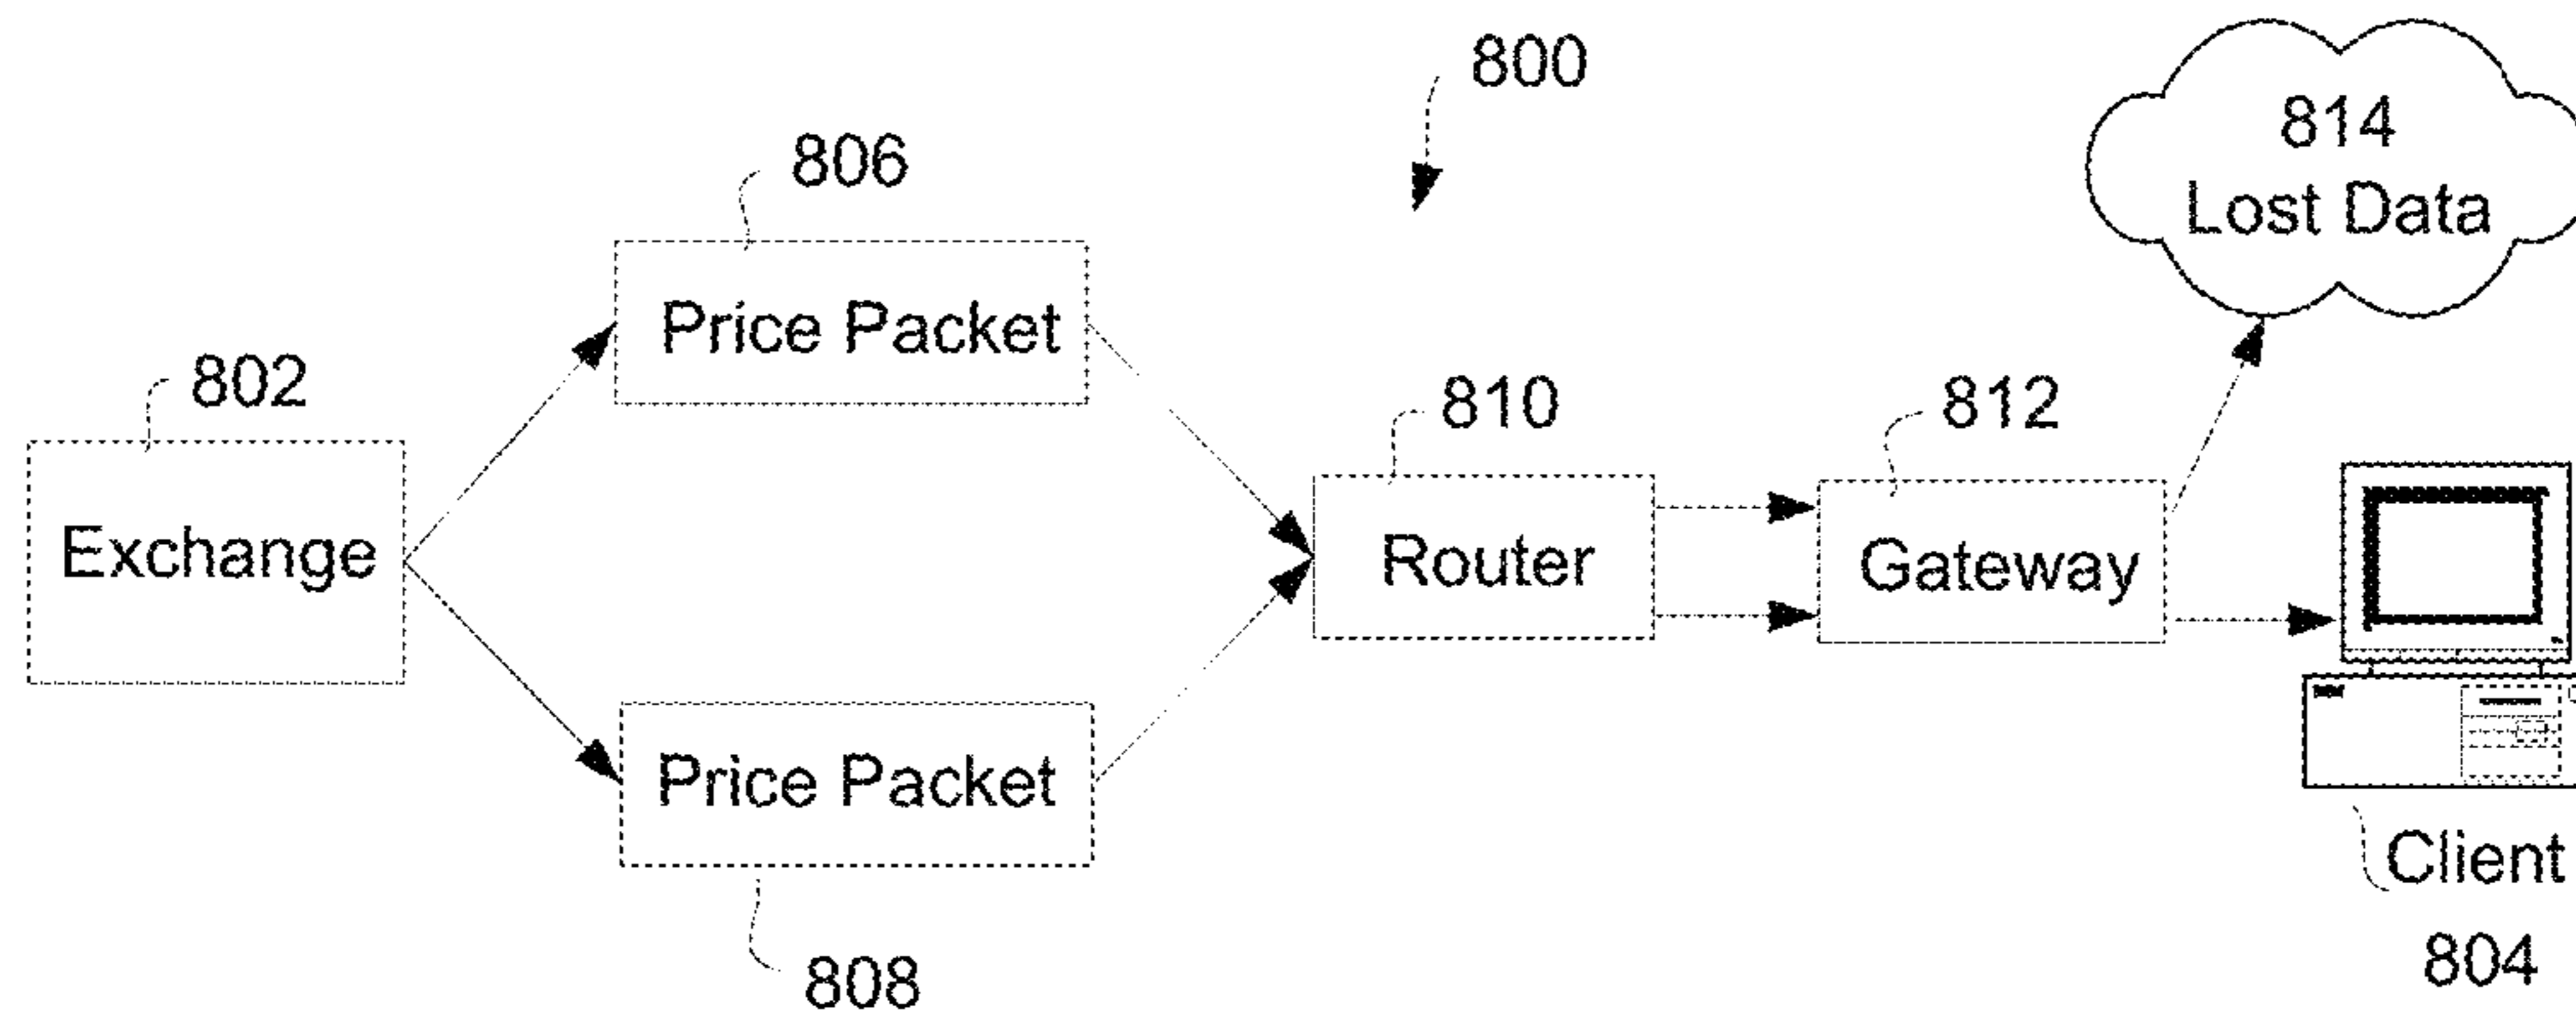 800
814
Lost Data
806
Price Packet
802
Exchange
810
Router
812
Gateway
Price Packet
808
Client
804